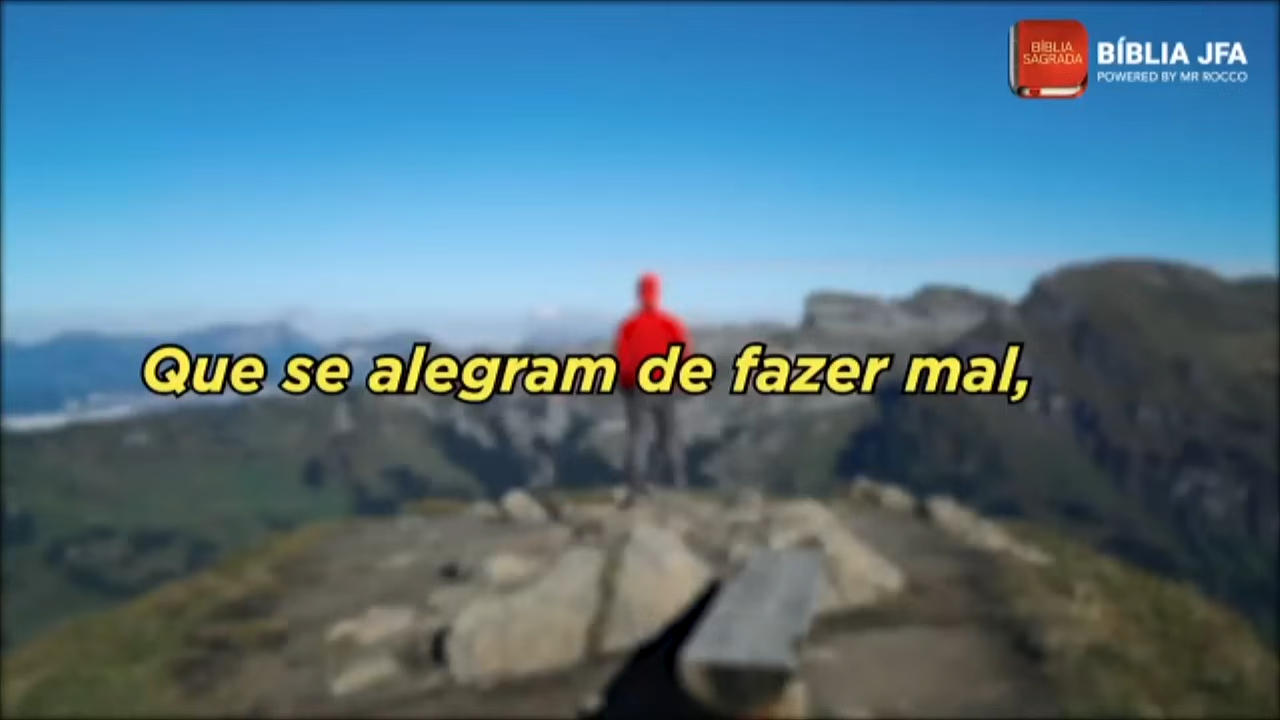 BÍBLIA
SAGRADA
BÍBLIA JFA
POWERED BY MR ROCCO
Que se alegram de fazer mal,